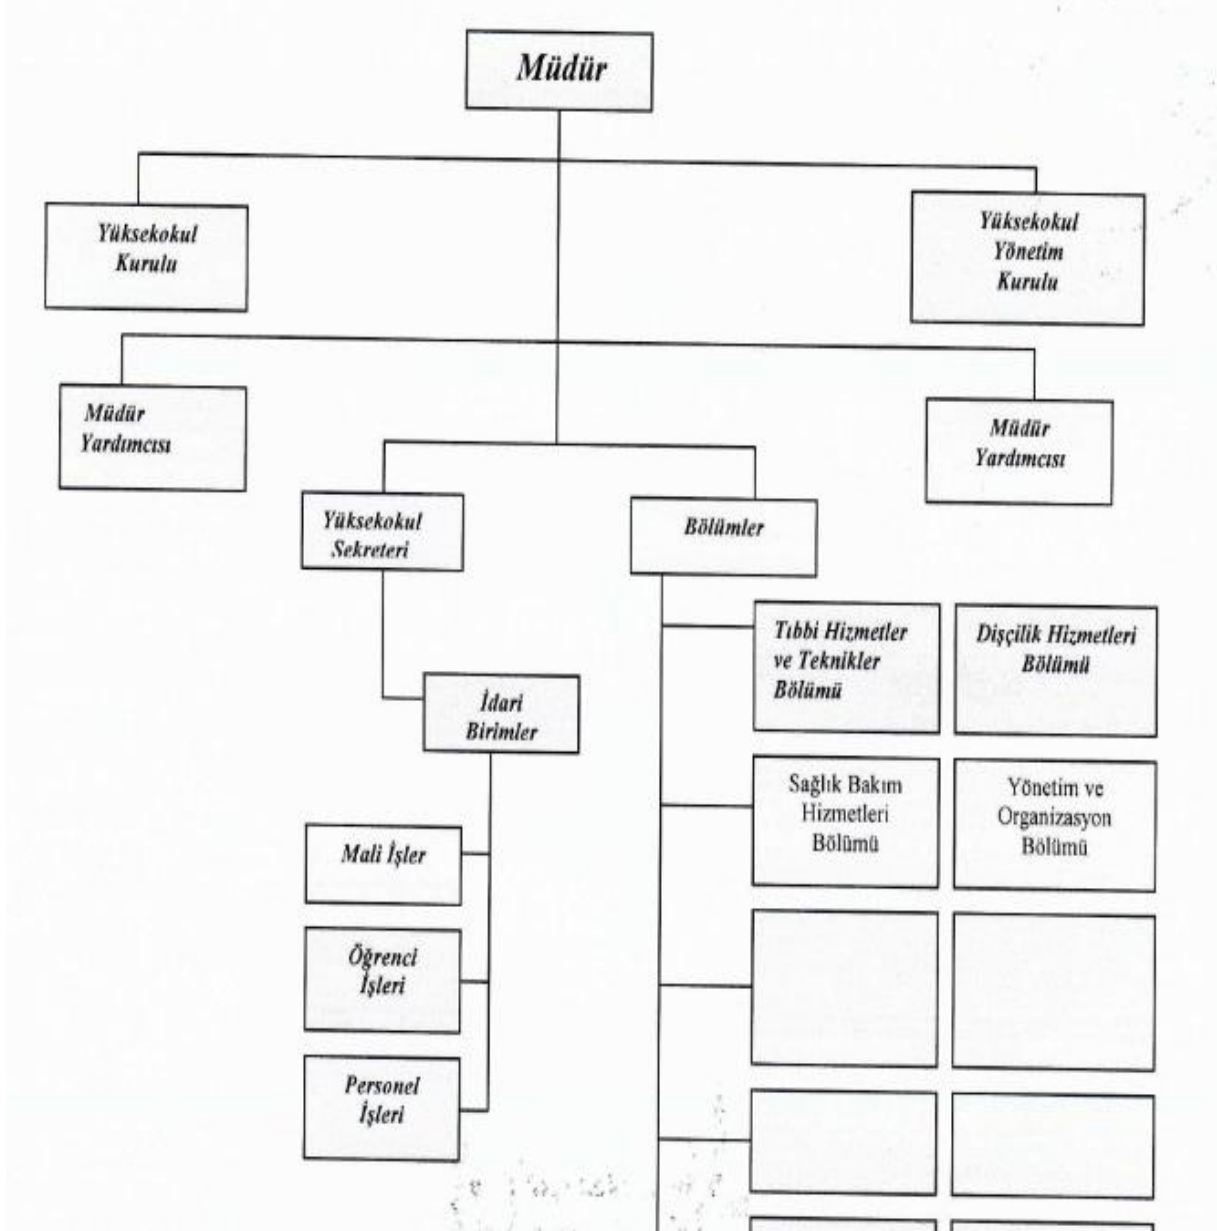 Müdür
Yüksekokul
Kurulu
Yüksekokul
Yönetim
Kurulu
Müdür
Yardımcısı
Müdür
Yardımcısı
Yüksekokul
Sekreteri
Bölümler
Tıbbi Hizmetler
ve Teknikler
Bölümü
Dişçilik Hizmetleri
Bölümü
İdari
Birimler
Sağlık Bakım
Hizmetleri
Bölümü
Yönetim ve
Organizasyon
Bölümü
Mali İşler
Öğrenci
İşleri
Personel
İşleri